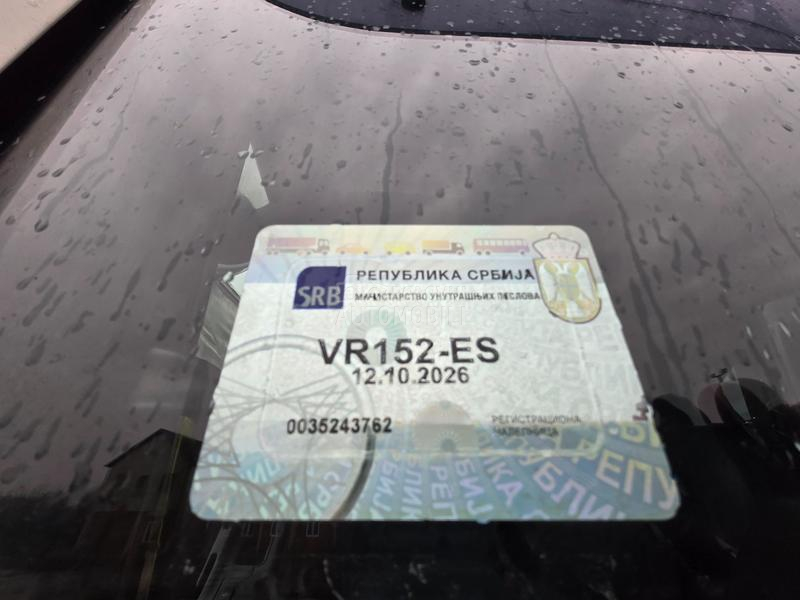 РЕПУБЛИКА СРБИЈА
SRB
МИНИСТАРСТВО УНУТРАШЊИХ ПОСЛОВА
VR152-ES
12.10.2026
0035243762
РЕГИСТРАЦИОНА
НАЛЕПНИЦА